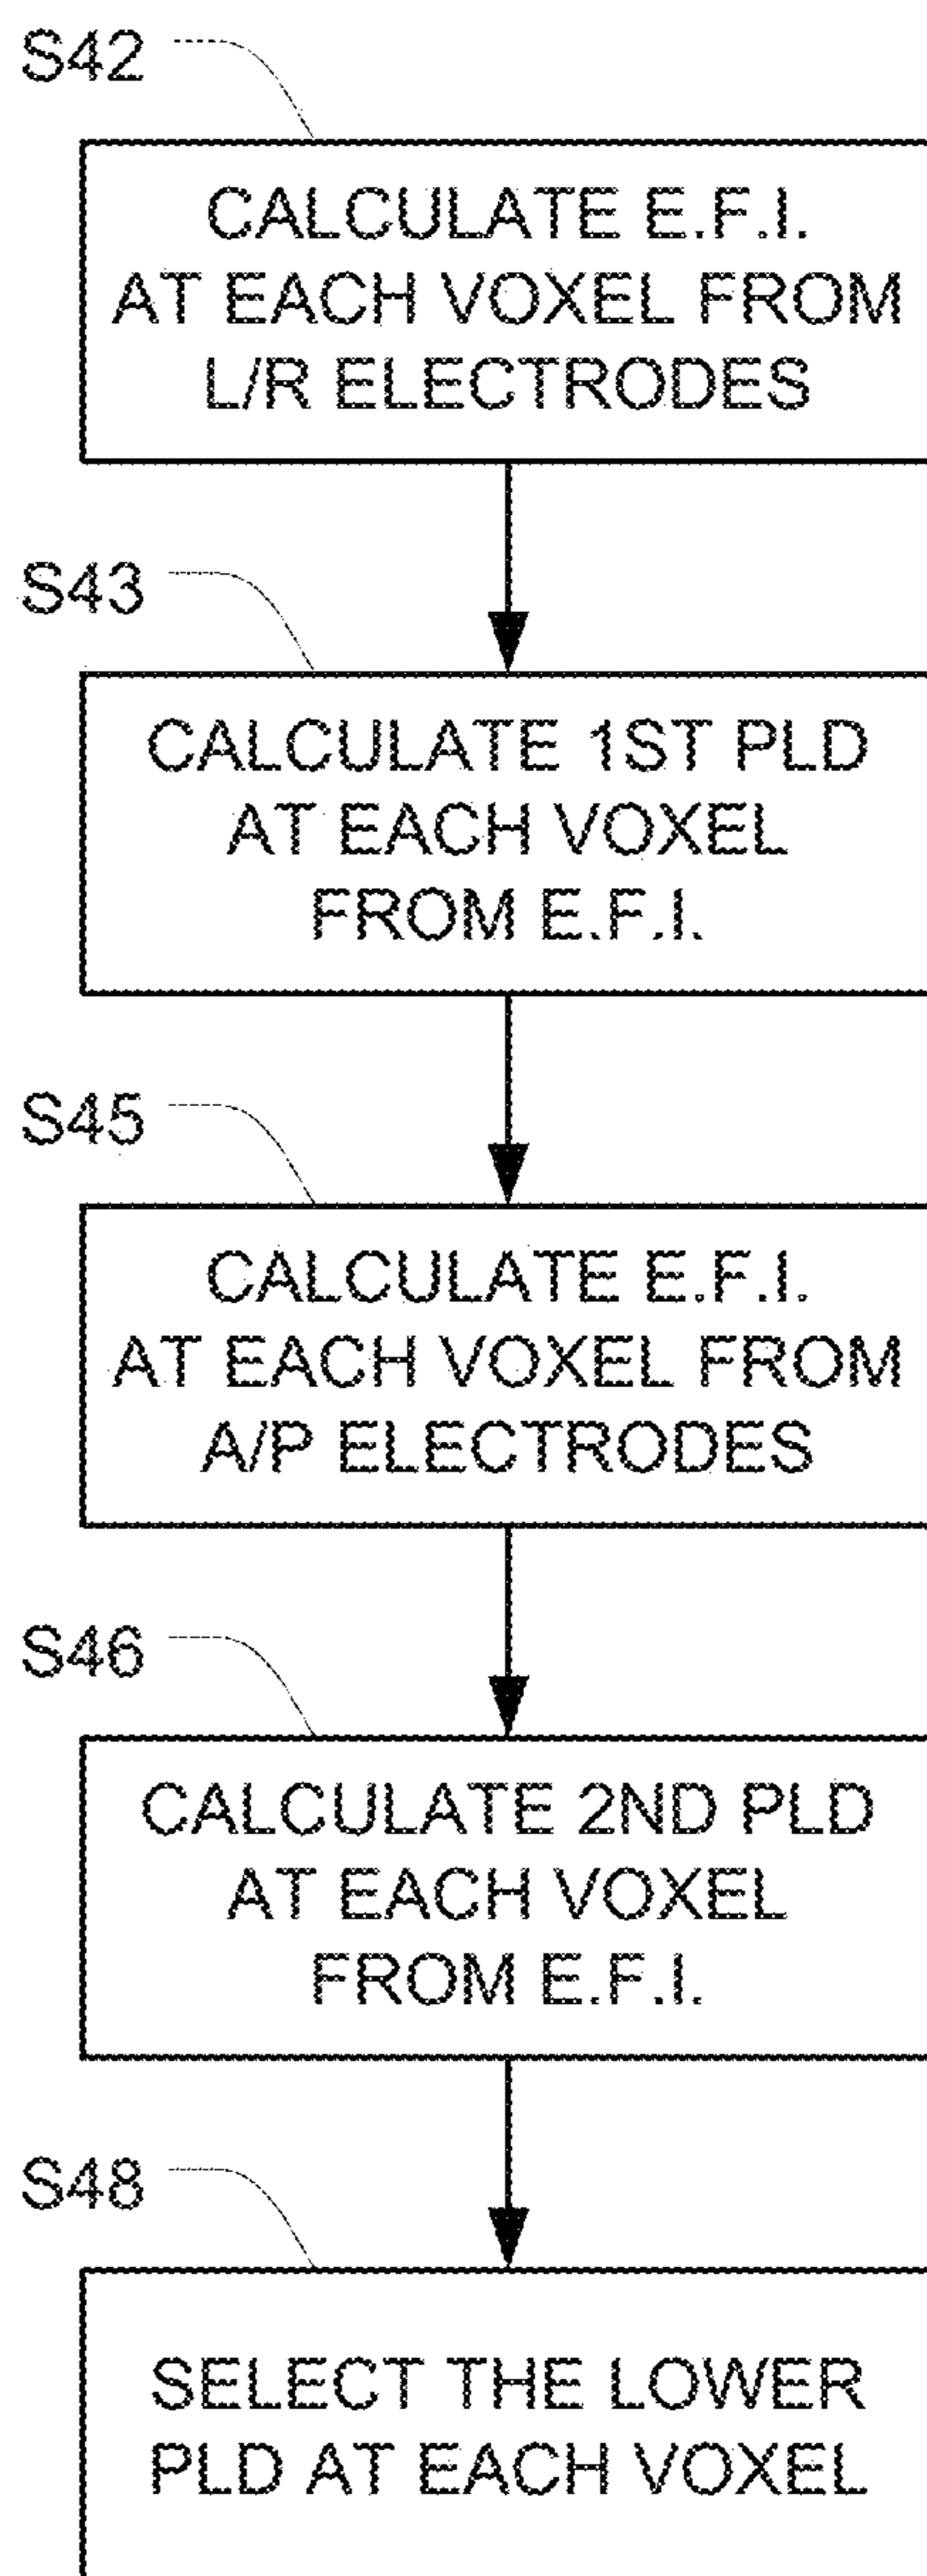 S42
CALCULATE E.F.I.
AT EACH VOXEL FROM
L/R ELECTRODES
S43
CALCULATE 1ST PLD
AT EACH VOXEL
FROM E.F.I.
S45
CALCULATE E.F.I.
AT EACH VOXEL FROM
A/P ELECTRODES
S46
CALCULATE 2ND PLD
AT EACH VOXEL
FROM E.F.I.
S48
SELECT THE LOWER
PLD AT EACH VOXEL